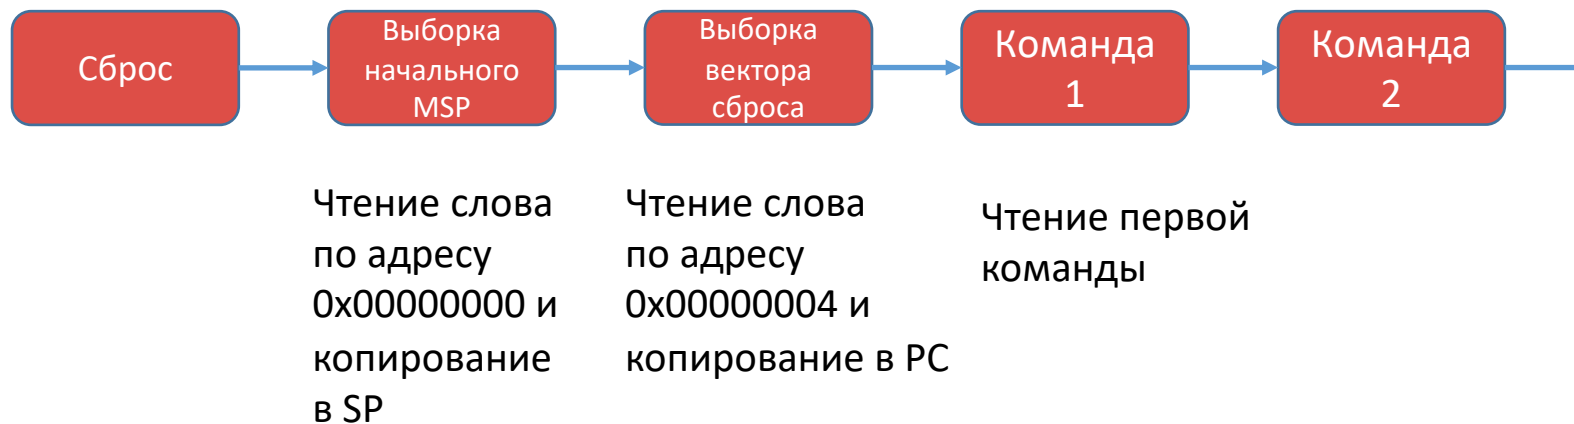 Сброс
Выборка
начального
MSP
Выборка
вектора
сброса
Команда
1
Команда
2
Чтение слова
по адресу
0x00000000 и
копирование
в SP
Чтение слова
по адресу
0x00000004 и
копирование в PC
Чтение первой
команды